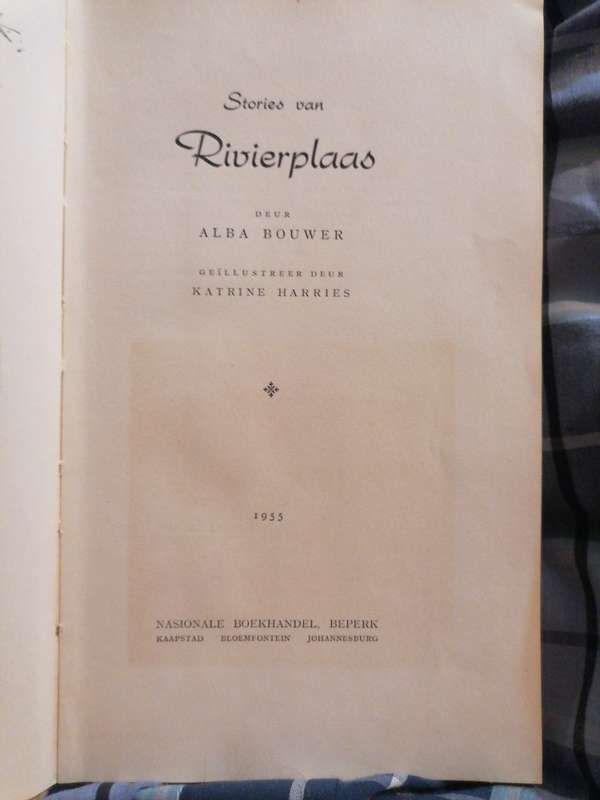 Stories van
Rivierplaas
DEUR
ALBA BOUWER
GEÏLLUSTREER DEUR
KATRINE HARRIES
1955
NASIONALE BOEKHANDEL, BEPERK
KAAPSTAD BLOEMFONTEIN JOHANNESBURG